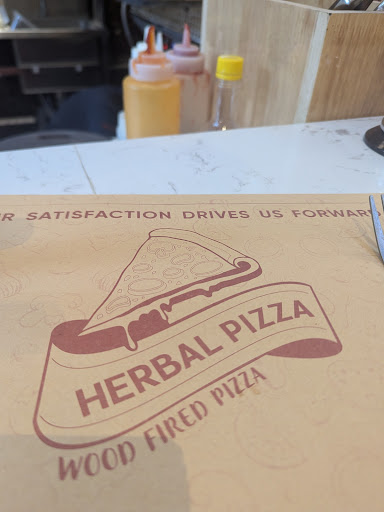 R SATISFACTION DRIVES US FORWAR
HERBAL PIZZA
WOOD FIRED PIZZA